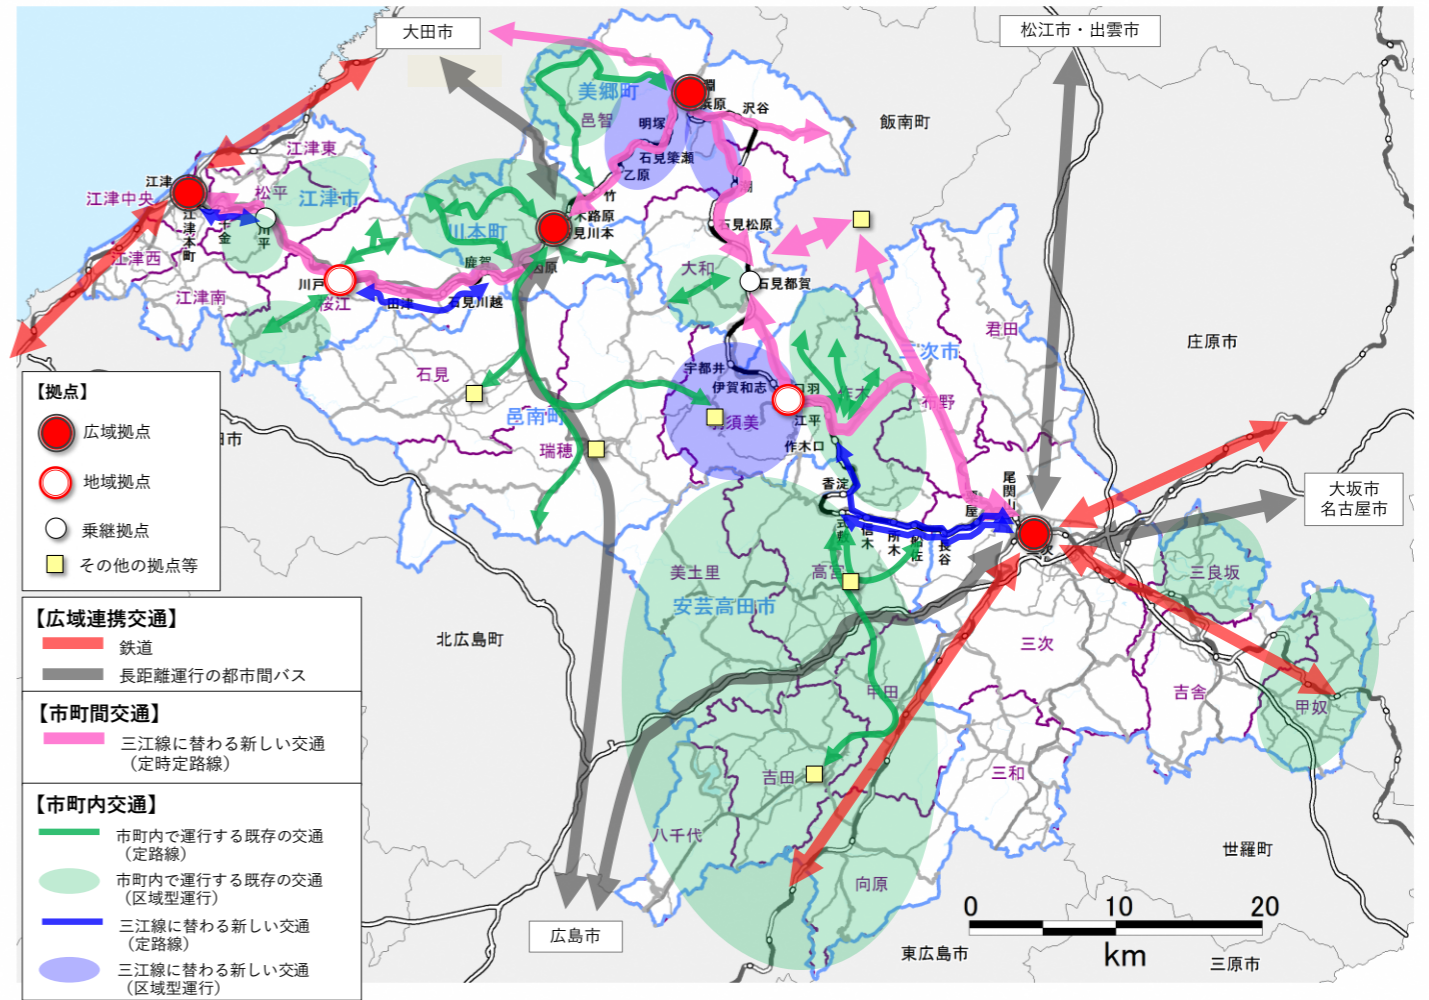 大田市
松江市・出雲市
美郷町
邑智
浜原
沢谷
明塚
石見簗瀬
乙原
飯南町
江津東
江津
江津中央
松平
江津市
千金
川平
江津本町
江津西
江津南
川戸
桜江
田津
石見川越
鹿賀
因原
川本町
竹
木路原
石見松原
潮
大和
石見都賀
宇都井
伊賀和志
口羽
江平
作木口
作木
君田
三次市
布野
庄原市
石見
邑南町
瑞穂
香淀
式敷
信木
所木
船佐
長谷
尾関山
大坂市
名古屋市
三良坂
美土里
高宮
安芸高田市
北広島町
三次
甲田
吉舎
甲奴
吉田
三和
八千代
向原
世羅町
広島市
東広島市
三原市
0 10 20
km
【拠点】
広域拠点
地域拠点
乗継拠点
その他の拠点等
【広域連携交通】
鉄道
長距離運行の都市間バス
【市町間交通】
三江線に替わる新しい交通
（定時定路線）
【市町内交通】
市町内で運行する既存の交通
（定路線）
市町内で運行する既存の交通
（区域型運行）
三江線に替わる新しい交通
（定路線）
三江線に替わる新しい交通
（区域型運行）